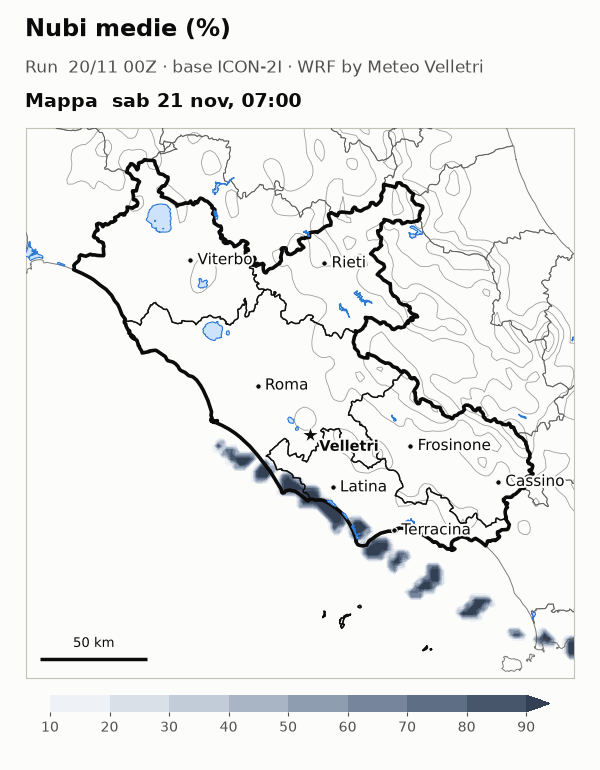 Nubi medie (%)
Run  20/11 00Z · base ICON-2I · WRF by Meteo Velletri
Mappa  sab 21 nov, 07:00
Viterbo
Rieti
Roma
Velletri
Frosinone
Latina
Cassino
Terracina
50 km
10 20 30 40 50 60 70 80 90